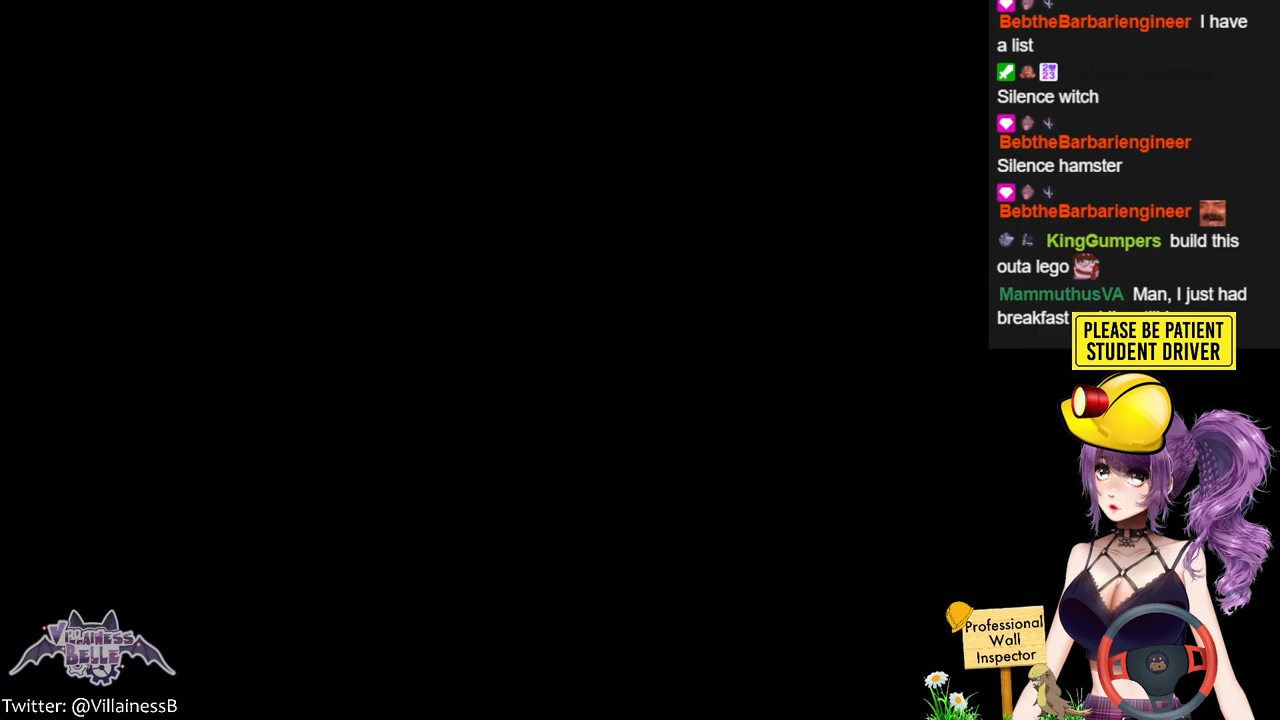 BebtheBarbariengineer I have
a list
Silence witch
BebtheBarbariengineer
Silence hamster
BebtheBarbariengineer
KingGumpers build this
outa lego
MammuthusVA Man, I just had
breakfast
PLEASE BE PATIENT
STUDENT DRIVER
Professional
Wall
Inspector
VILLAINESS
BELLE
Twitter: @VillainessB